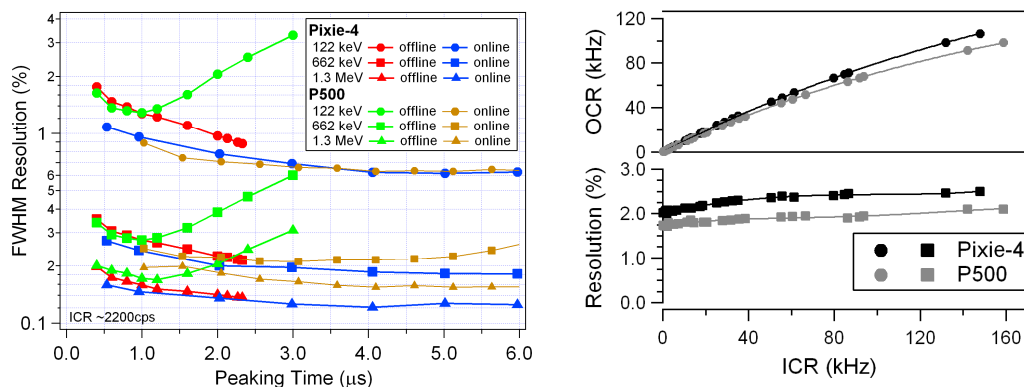 Pixie-4
122 keV offline online
662 keV offline online
1.3 MeV offline online
P500
122 keV offline online
662 keV offline online
1.3 MeV offline online
FWHM Resolution (%)
4
3
2
1
6
4
3
2
0.1
ICR ~2200cps
0.0 1.0 2.0 3.0 4.0 5.0 6.0
Peaking Time (μs)
OCR (kHz)
120
80
40
0
Resolution (%)
3.0
2.0
1.0
0.0
Pixie-4
P500
0 40 80 120 160
ICR (kHz)